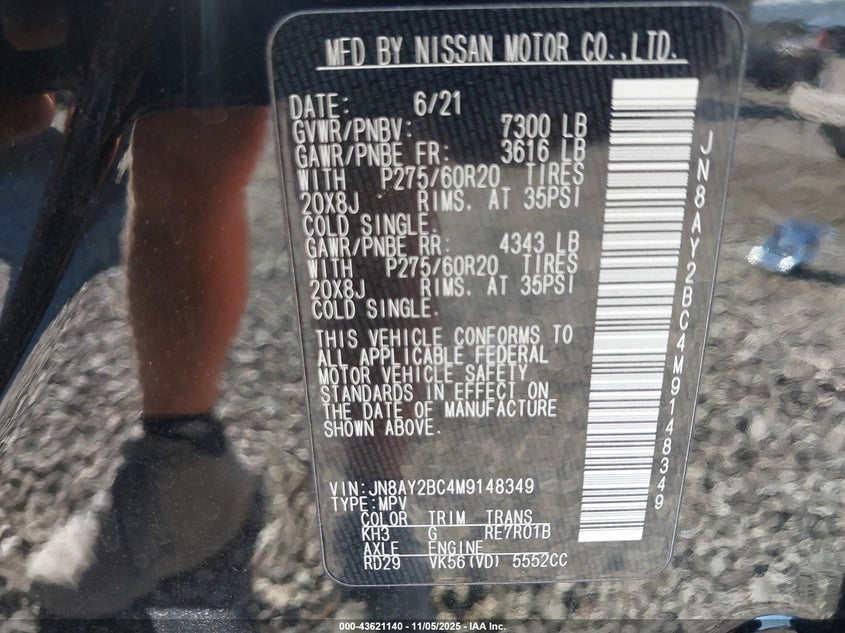 MFD BY NISSAN MOTOR CO.,LTD.
DATE: 6/21
GVWR/PNBV: 7300 LB
GAWR/PNBE FR: 3616 LB
WITH P275/60R20 TIRES
20X8J RIMS, AT 35PSI
COLD SINGLE.
GAWR/PNBE RR: 4343 LB
WITH P275/60R20 TIRES
20X8J RIMS, AT 35PSI
COLD SINGLE.
THIS VEHICLE CONFORMS TO
ALL APPLICABLE FEDERAL
MOTOR VEHICLE SAFETY
STANDARDS IN EFFECT ON
THE DATE OF MANUFACTURE
SHOWN ABOVE.
VIN:JN8AY2BC4M9148349
TYPE:MPV
COLOR TRIM TRANS
KH3 G RE7R01B
AXLE ENGINE
RD29 VK56(VD) 5552CC
JN8AY2BC4M9148349
000-43621140 - 11/05/2025 - IAA Inc.